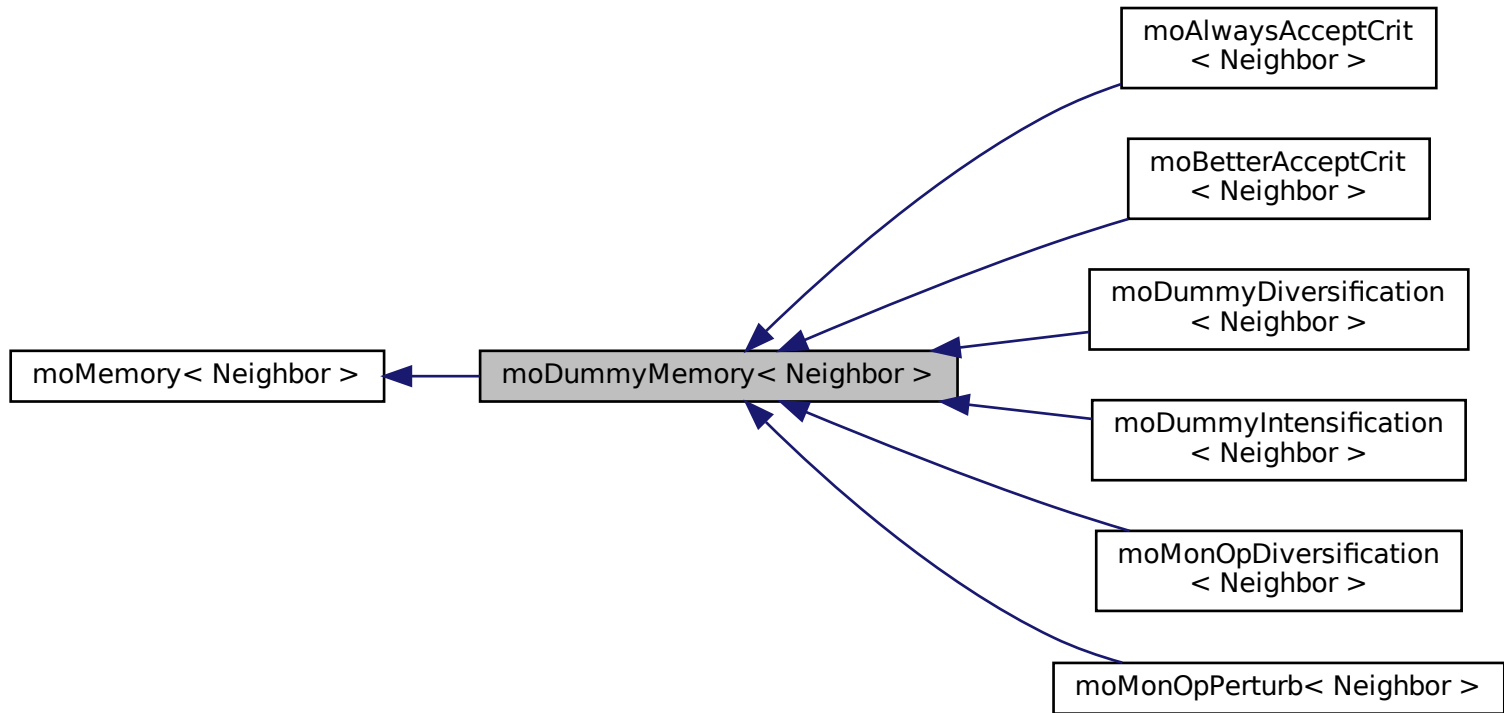 moMemory< Neighbor >
moDummyMemory< Neighbor >
moAlwaysAcceptCrit
< Neighbor >
moBetterAcceptCrit
< Neighbor >
moDummyDiversification
< Neighbor >
moDummyIntensification
< Neighbor >
moMonOpDiversification
< Neighbor >
moMonOpPerturb< Neighbor >